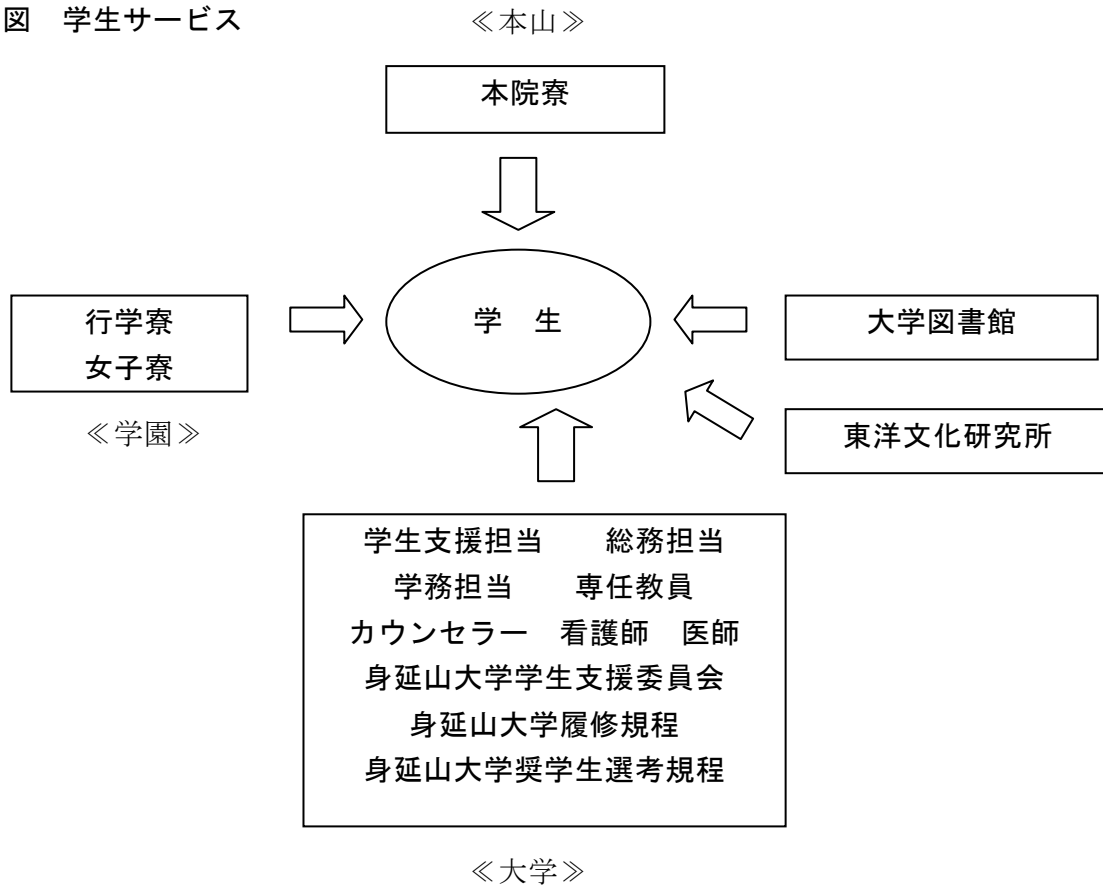 図　学生サービス
≪本山≫
本院寮
行学寮
女子寮
≪学園≫
学　生
大学図書館
東洋文化研究所
学生支援担当　　総務担当
学務担当　　専任教員
カウンセラー　看護師　医師
身延山大学学生支援委員会
身延山大学履修規程
身延山大学奨学生選考規程
≪大学≫